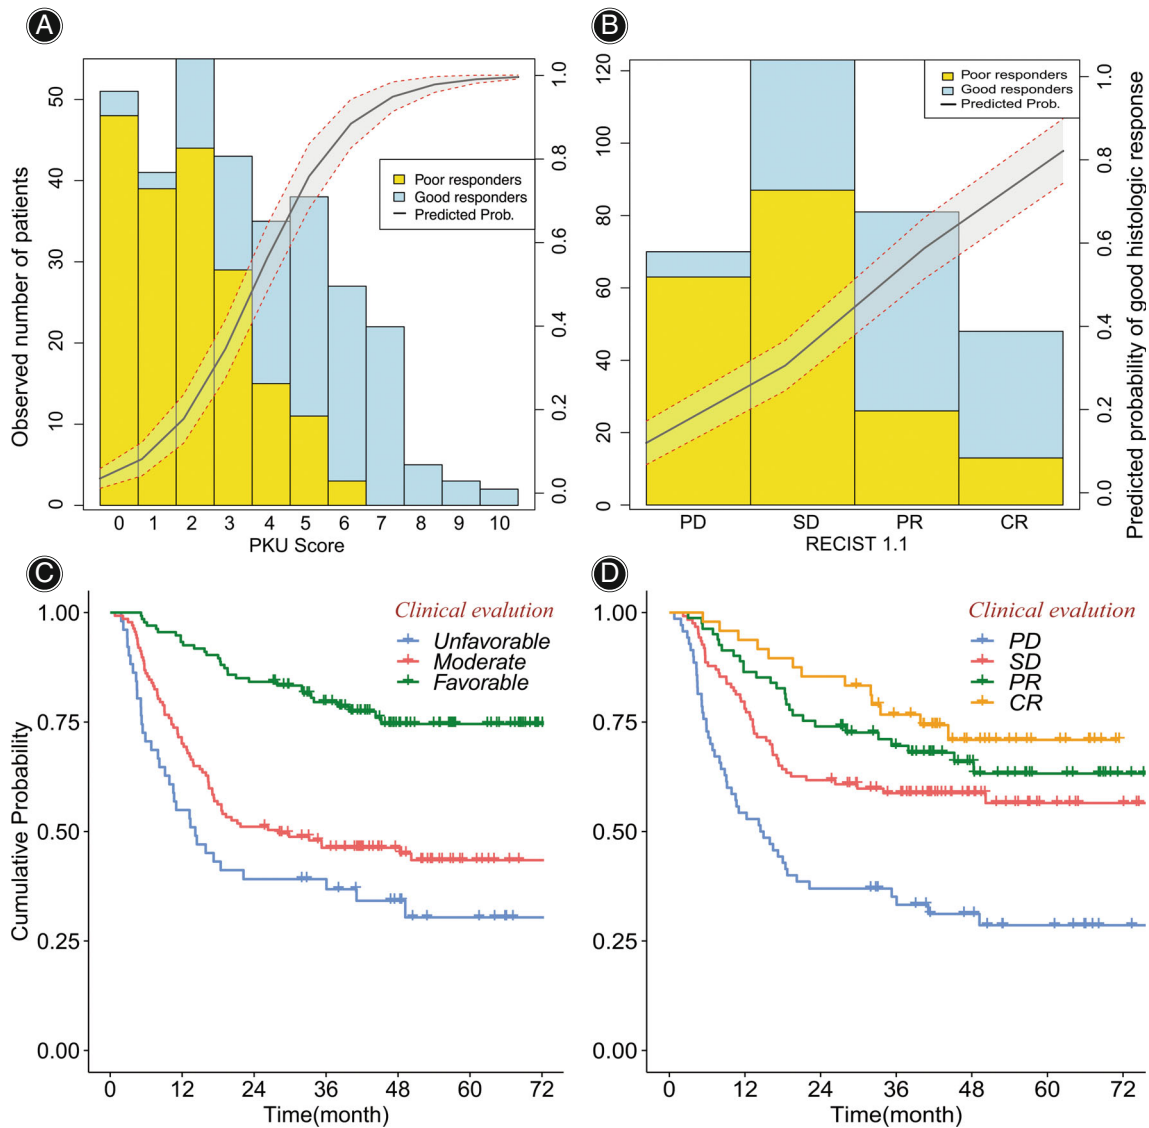 A
Observed number of patients
50
40
30
20
10
0
1.0
0.8
0.6
0.4
0.2
0.0
Poor responders
Good responders
Predicted Prob.
0 1 2 3 4 5 6 7 8 9 10
PKU Score
B
120
100
80
60
40
20
0
Poor responders
Good responders
Predicted Prob.
1.0
0.8
0.6
0.4
0.2
0.0
Predicted probability of good histologic response
PD SD PR CR
RECIST 1.1
C
Cumulative Probability
1.00
0.75
0.50
0.25
0.00
Clinical evalution
Unfavorable
Moderate
Favorable
0 12 24 36 48 60 72
Time(month)
D
1.00
0.75
0.50
0.25
0.00
Clinical evalution
PD
SD
PR
CR
0 12 24 36 48 60 72
Time(month)